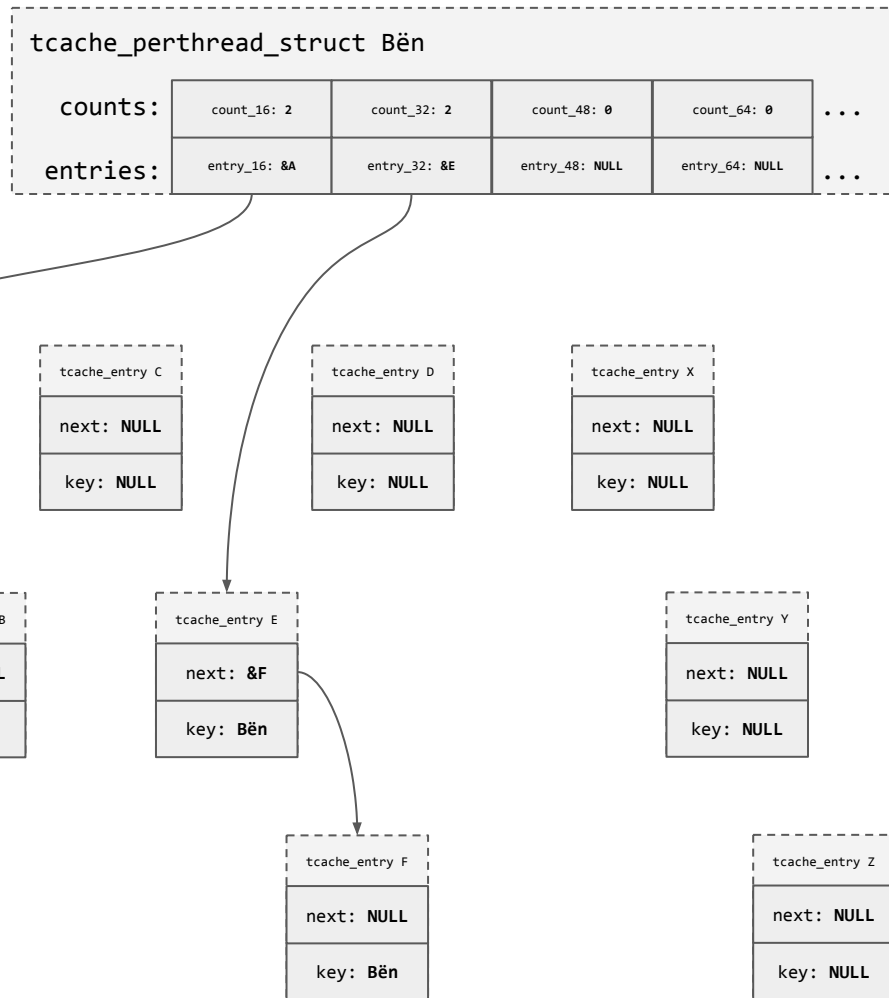 tcache_perthread_struct Bën
counts: count_16: 2 count_32: 2 count_48: 0 count_64: 0 ...
entries: entry_16: &A entry_32: &E entry_48: NULL entry_64: NULL ...
tcache_entry C
next: NULL
key: NULL
tcache_entry D
next: NULL
key: NULL
tcache_entry X
next: NULL
key: NULL
B
L
tcache_entry E
next: &F
key: Bën
tcache_entry Y
next: NULL
key: NULL
tcache_entry F
next: NULL
key: Bën
tcache_entry Z
next: NULL
key: NULL